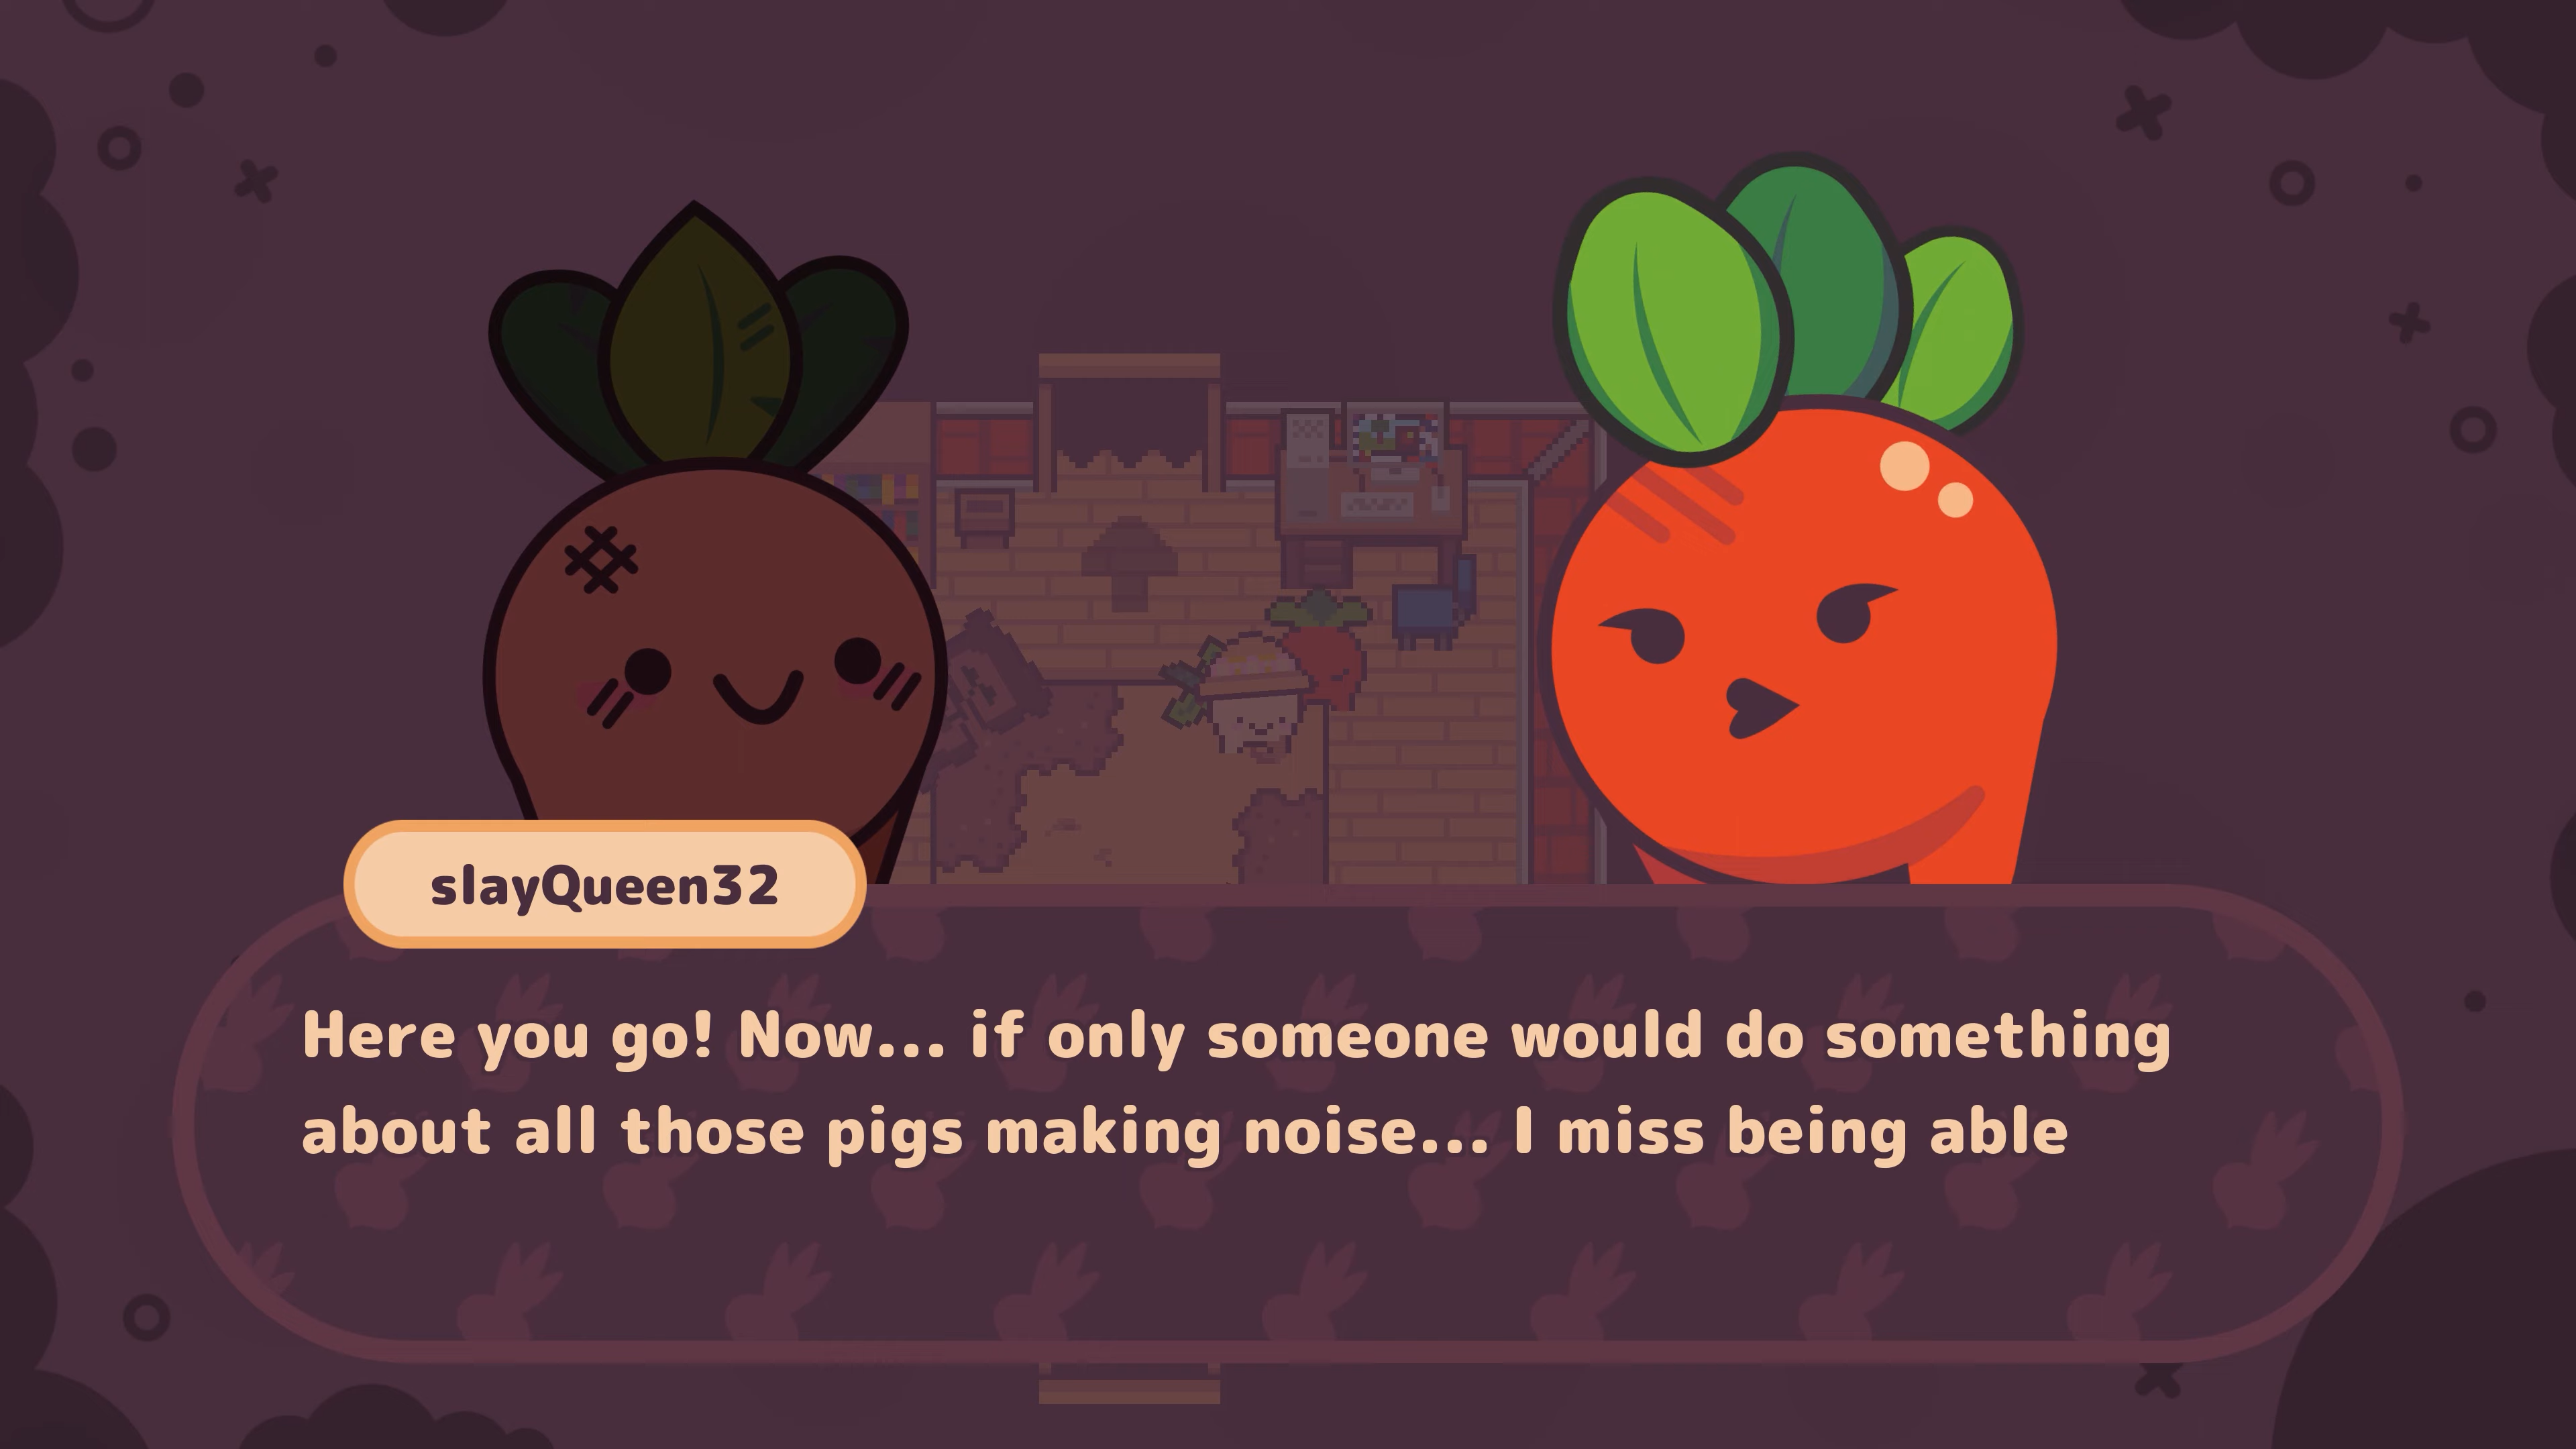 slayQueen32
Here you go! Now... if only someone would do something
about all those pigs making noise... I miss being able